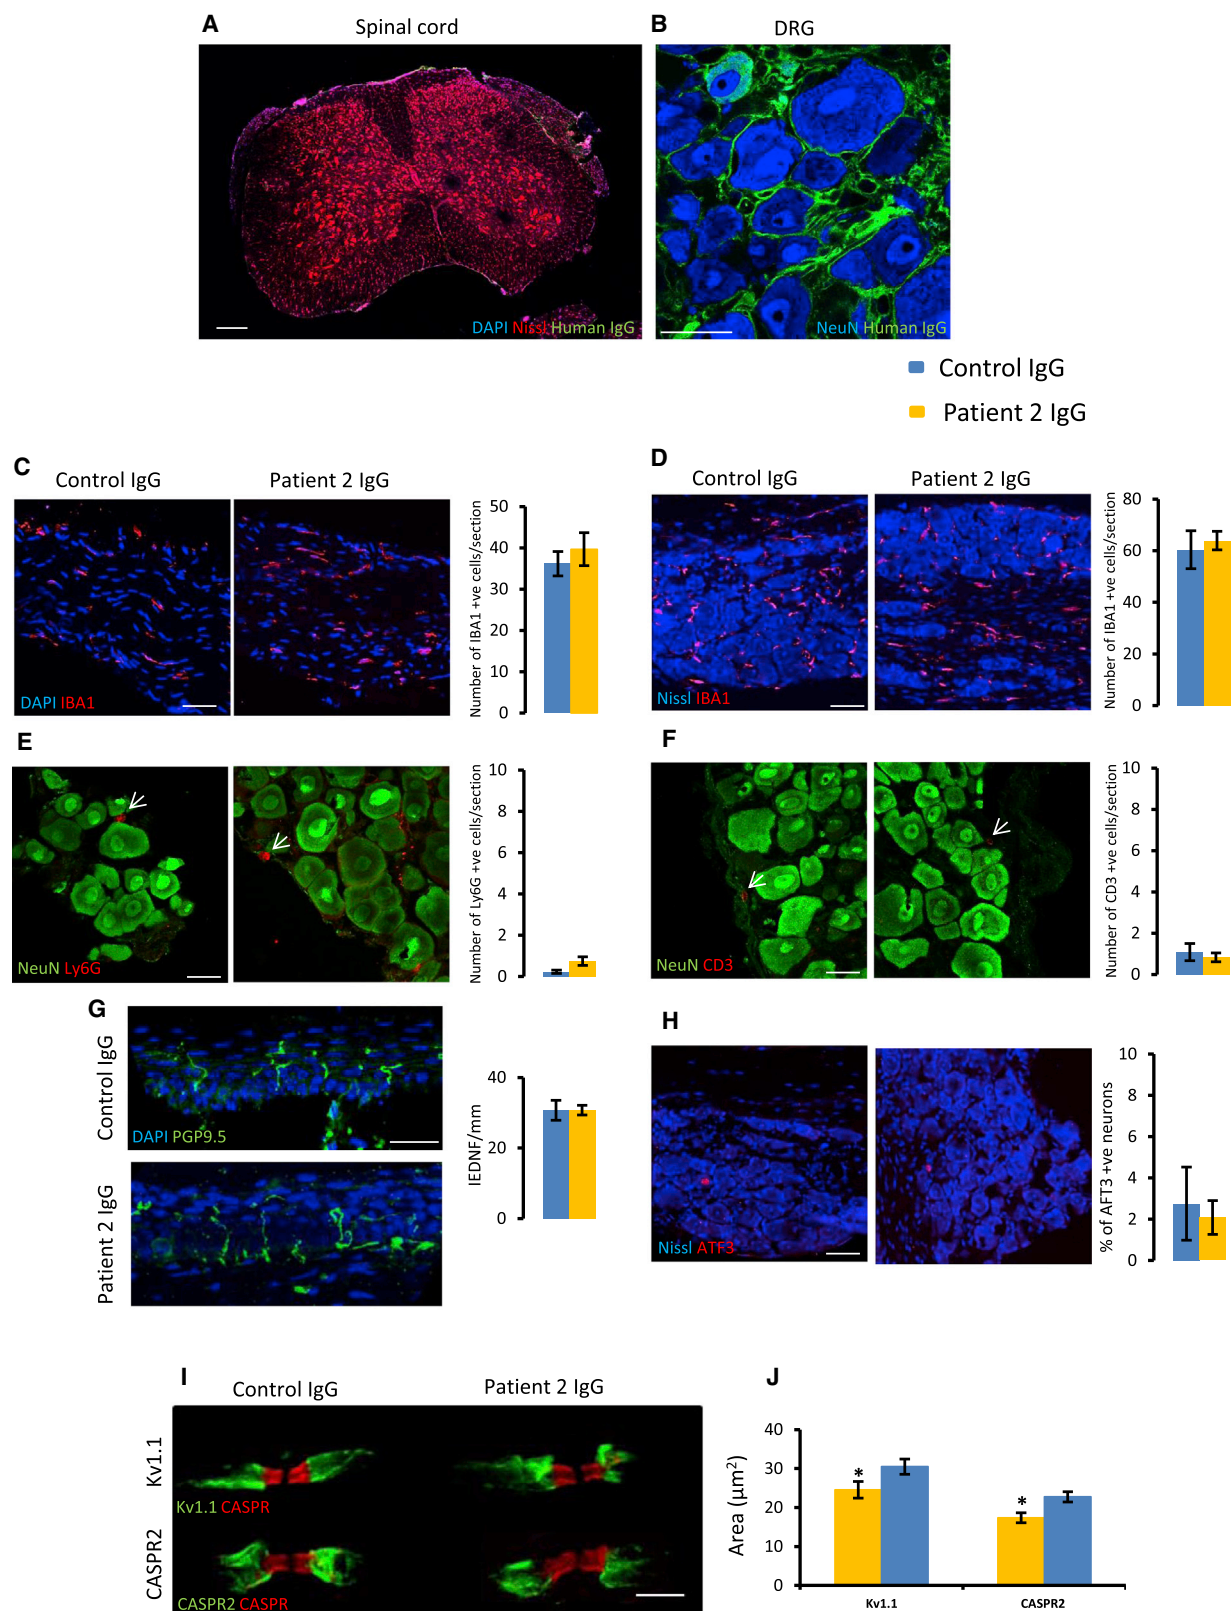 A
Spinal cord
B
DRG
DAPI Nissl Human IgG
NeuN Human IgG
Control IgG
Patient 2 IgG
C
Control IgG
Patient 2 IgG
DAPI IBA1
Number of IBA1 +ve cells/section
50
40
30
20
10
0
D
Control IgG
Patient 2 IgG
Nissl IBA1
Number of IBA1 +ve cells/section
80
60
40
20
0
E
NeuN Ly6G
Number of Ly6G +ve cells/section
10
8
6
4
2
0
F
NeuN CD3
Number of CD3 +ve cells/section
10
8
6
4
2
0
G
Control IgG
DAPI PGP9.5
Patient 2 IgG
IEDNF/mm
40
20
0
H
Nissl ATF3
% of AFT3 +ve neurons
10
8
6
4
2
0
I
Control IgG
Patient 2 IgG
Kv1.1
Kv1.1 CASPR
CASPR2
CASPR2 CASPR
J
Area (μm²)
40
30
20
10
0
*
*
Kv1.1
CASPR2